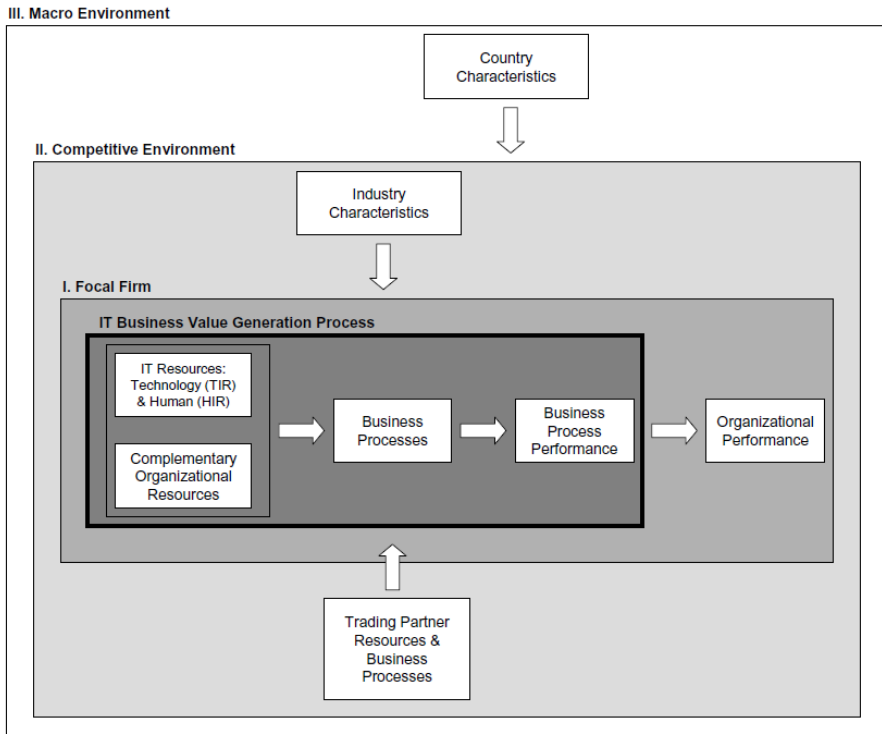 III. Macro Environment
Country
Characteristics
II. Competitive Environment
Industry
Characteristics
I. Focal Firm
IT Business Value Generation Process
IT Resources:
Technology (TIR)
& Human (HIR)
Complementary
Organizational
Resources
Business
Processes
Business
Process
Performance
Organizational
Performance
Trading Partner
Resources &
Business
Processes